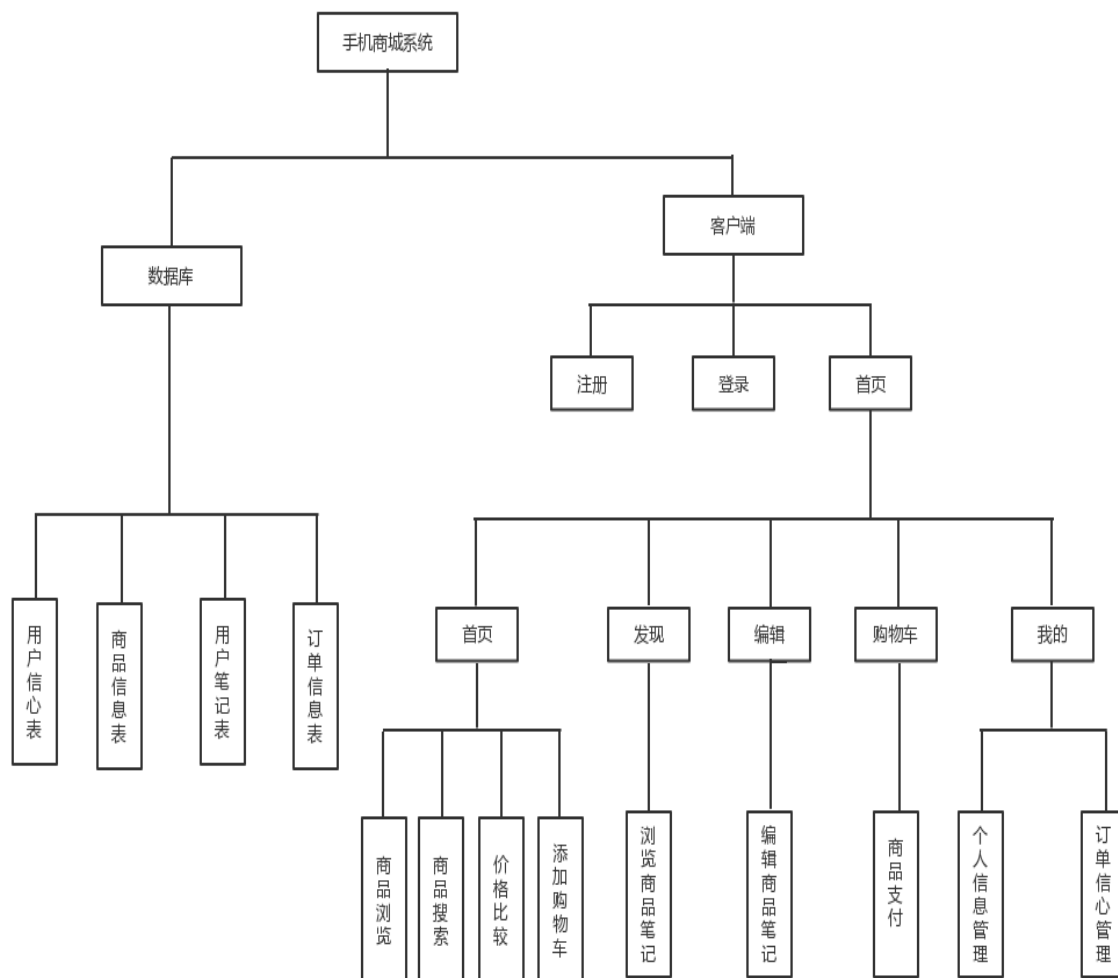 手机商城系统
客户端
数据库
注册
登录
首页
首页
发现
编辑
购物车
我的
用户信心表
商品信息表
用户笔记表
订单信息表
商品浏览
商品搜索
价格比较
添加购物车
浏览商品笔记
编辑商品笔记
商品支付
个人信息管理
订单信心管理